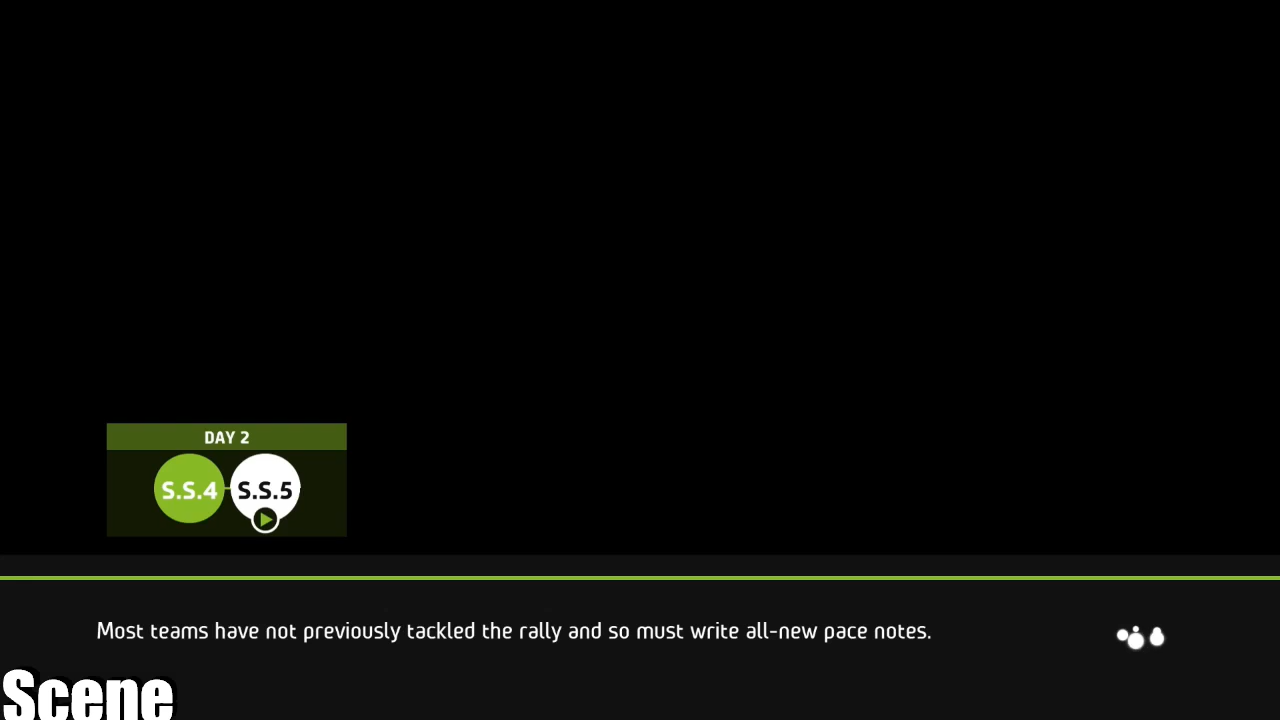 DAY 2
S.S.4 S.S.5
Most teams have not previously tackled the rally and so must write all-new pace notes.
Scene